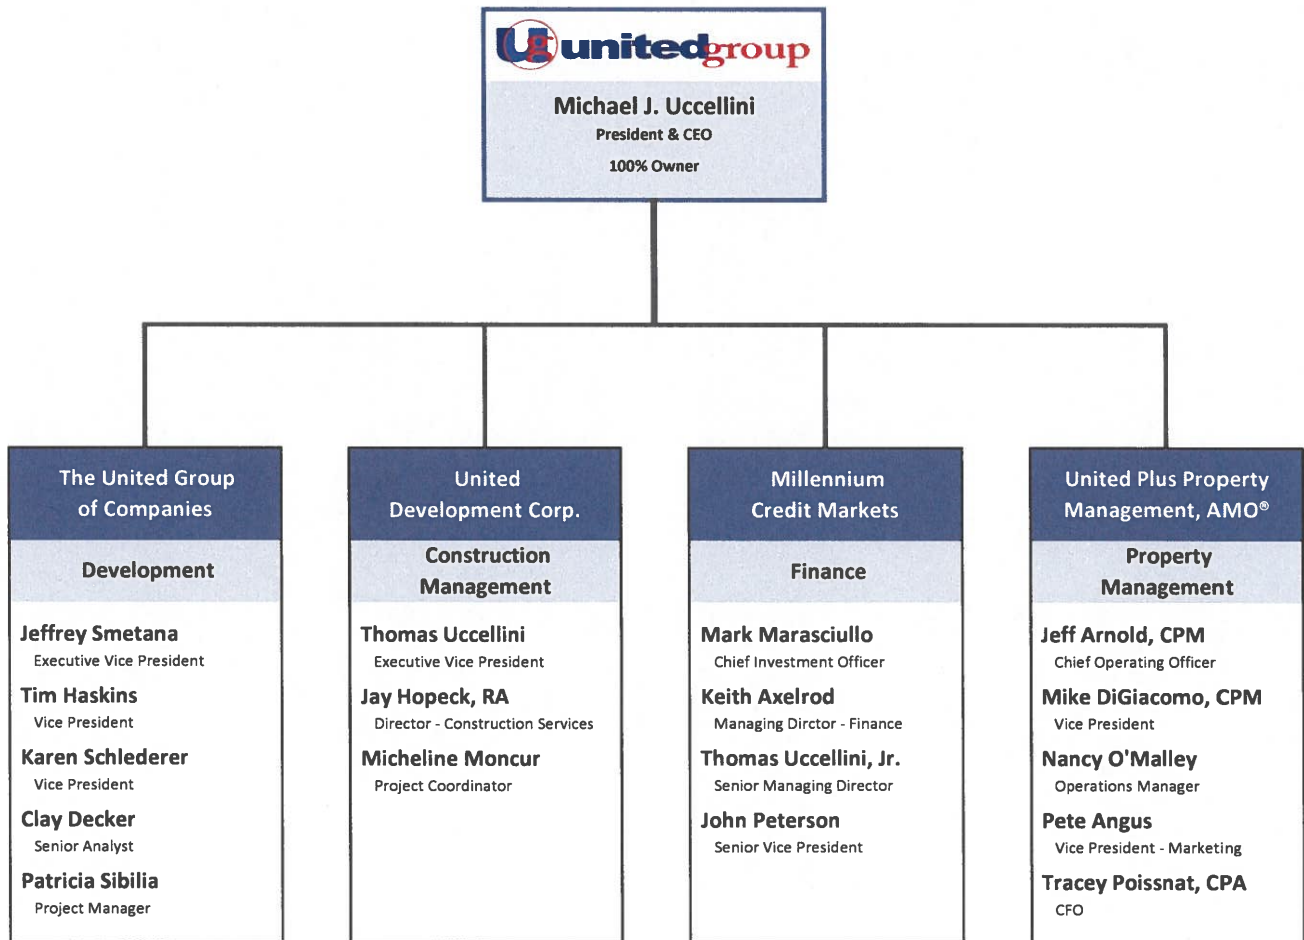 Ug unitedgroup
Michael J. Uccellini
President & CEO
100% Owner
The United Group
of Companies
Development
Jeffrey Smetana
Executive Vice President
Tim Haskins
Vice President
Karen Schlederer
Vice President
Clay Decker
Senior Analyst
Patricia Sibilia
Project Manager
United
Development Corp.
Construction
Management
Thomas Uccellini
Executive Vice President
Jay Hopeck, RA
Director - Construction Services
Micheline Moncur
Project Coordinator
Millennium
Credit Markets
Finance
Mark Marasciullo
Chief Investment Officer
Keith Axelrod
Managing Dirctor - Finance
Thomas Uccellini, Jr.
Senior Managing Director
John Peterson
Senior Vice President
United Plus Property
Management, AMO®
Property
Management
Jeff Arnold, CPM
Chief Operating Officer
Mike DiGiacomo, CPM
Vice President
Nancy O'Malley
Operations Manager
Pete Angus
Vice President - Marketing
Tracey Poissnat, CPA
CFO